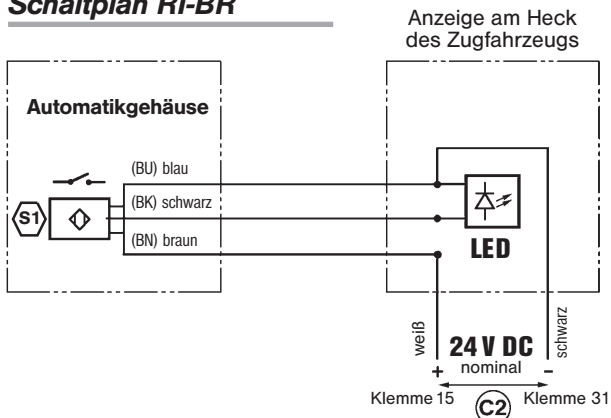 Schaltplan RI-BR
Anzeige am Heck
des Zugfahrzeugs
Automatikgehäuse
(BU) blau
(BK) schwarz
(BN) braun
S1
LED
weiß
24 V DC
schwarz
+
nominal
-
Klemme 15
C2
Klemme 31